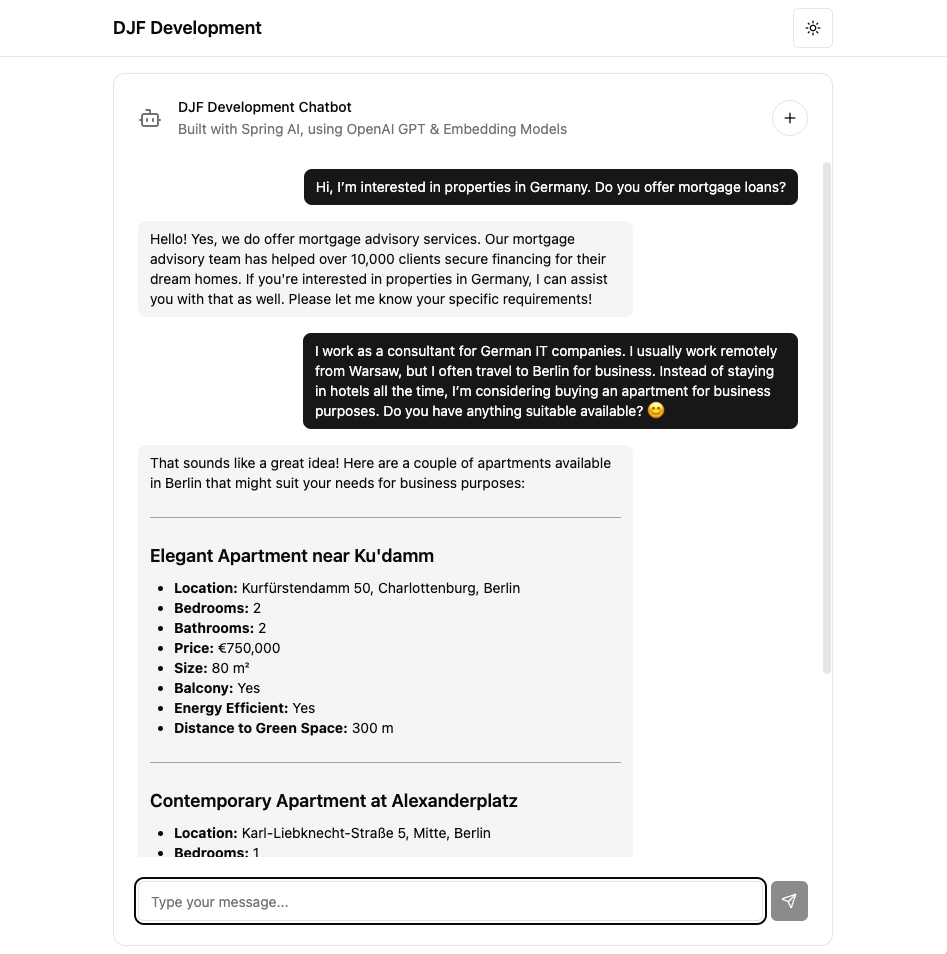 DJF Development
DJF Development Chatbot
Built with Spring AI, using OpenAI GPT & Embedding Models
Hi, I’m interested in properties in Germany. Do you offer mortgage loans?
Hello! Yes, we do offer mortgage advisory services. Our mortgage
advisory team has helped over 10,000 clients secure financing for their
dream homes. If you're interested in properties in Germany, I can assist
you with that as well. Please let me know your specific requirements!
I work as a consultant for German IT companies. I usually work remotely
from Warsaw, but I often travel to Berlin for business. Instead of staying
in hotels all the time, I’m considering buying an apartment for business
purposes. Do you have anything suitable available? 😊
That sounds like a great idea! Here are a couple of apartments available
in Berlin that might suit your needs for business purposes:
Elegant Apartment near Ku'damm
• Location: Kurfürstendamm 50, Charlottenburg, Berlin
• Bedrooms: 2
• Bathrooms: 2
• Price: €750,000
• Size: 80 m²
• Balcony: Yes
• Energy Efficient: Yes
• Distance to Green Space: 300 m
Contemporary Apartment at Alexanderplatz
• Location: Karl-Liebknecht-Straße 5, Mitte, Berlin
• Bedrooms: 1
Type your message...